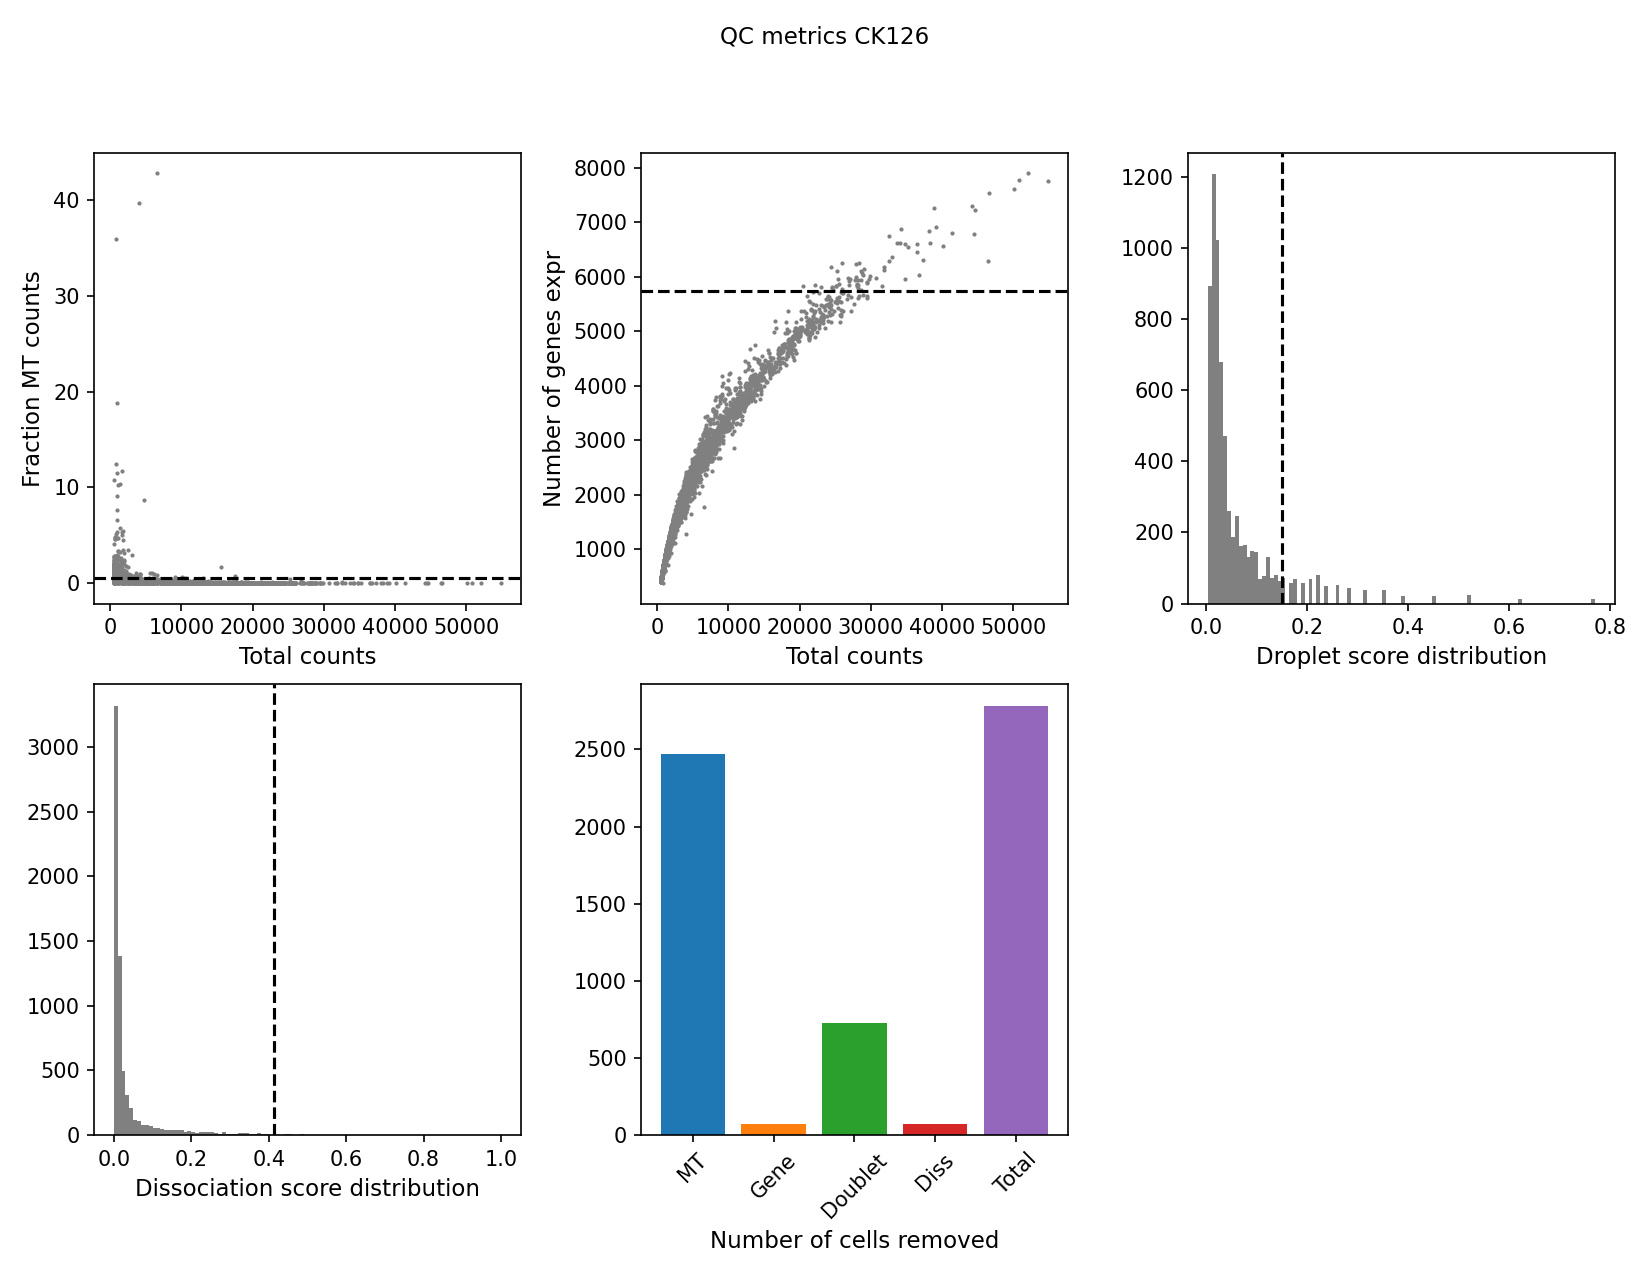 QC metrics CK126
Fraction MT counts
40
30
20
10
0
0 10000 20000 30000 40000 50000
Total counts
Number of genes expr
8000
7000
6000
5000
4000
3000
2000
1000
0 10000 20000 30000 40000 50000
Total counts
1200
1000
800
600
400
200
0
0.0 0.2 0.4 0.6 0.8
Droplet score distribution
3000
2500
2000
1500
1000
500
0
0.0 0.2 0.4 0.6 0.8 1.0
Dissociation score distribution
2500
2000
1500
1000
500
0
MT Gene Doublet Diss Total
Number of cells removed